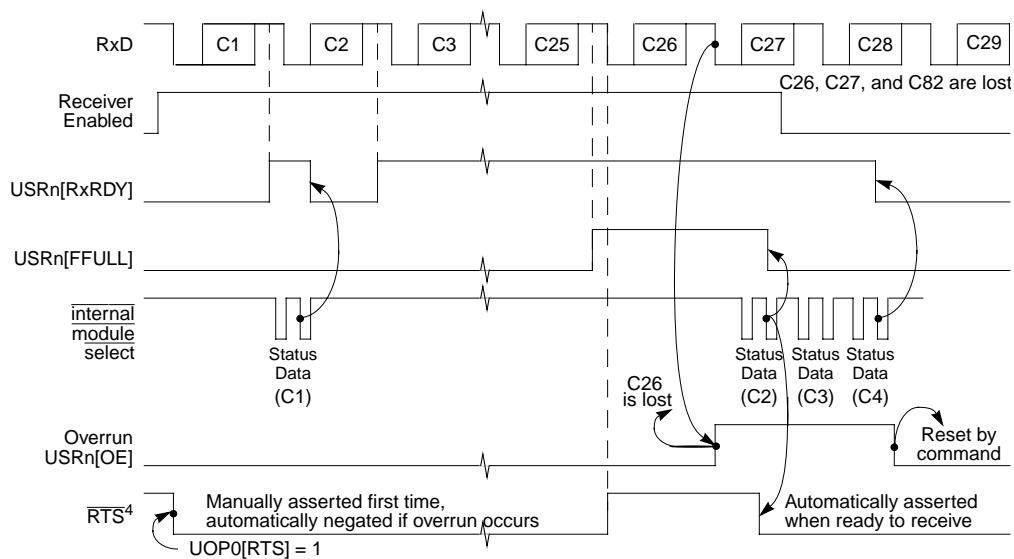 RxD
C1
C2
C3
C25
C26
C27
C28
C29
C26, C27, and C82 are lost
Receiver
Enabled
USRn[RxRDY]
USRn[FFULL]
internal
module
select
Status
Data
(C1)
Status
Data
(C2)
Status
Data
(C3)
Status
Data
(C4)
C26
is lost
Overrun
USRn[OE]
Reset by
command
RTS4
Manually asserted first time,
automatically negated if overrun occurs
Automatically asserted
when ready to receive
UOP0[RTS] = 1